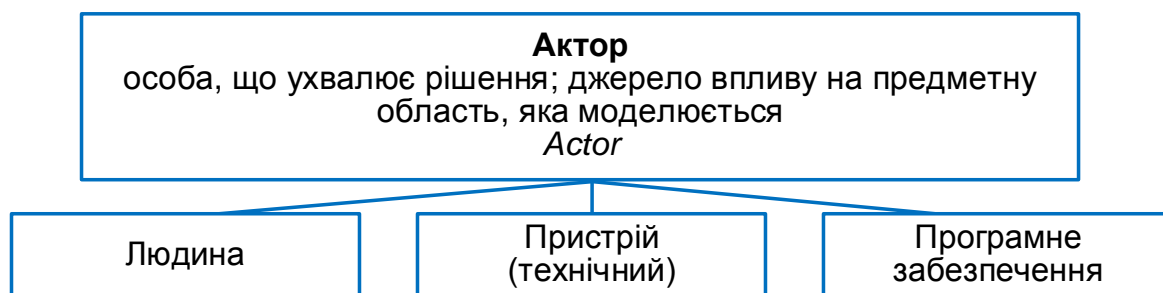 Актор
особа, що ухвалює рішення; джерело впливу на предметну
область, яка моделюється
Actor
Людина
Пристрій
(технічний)
Програмне
забезпечення